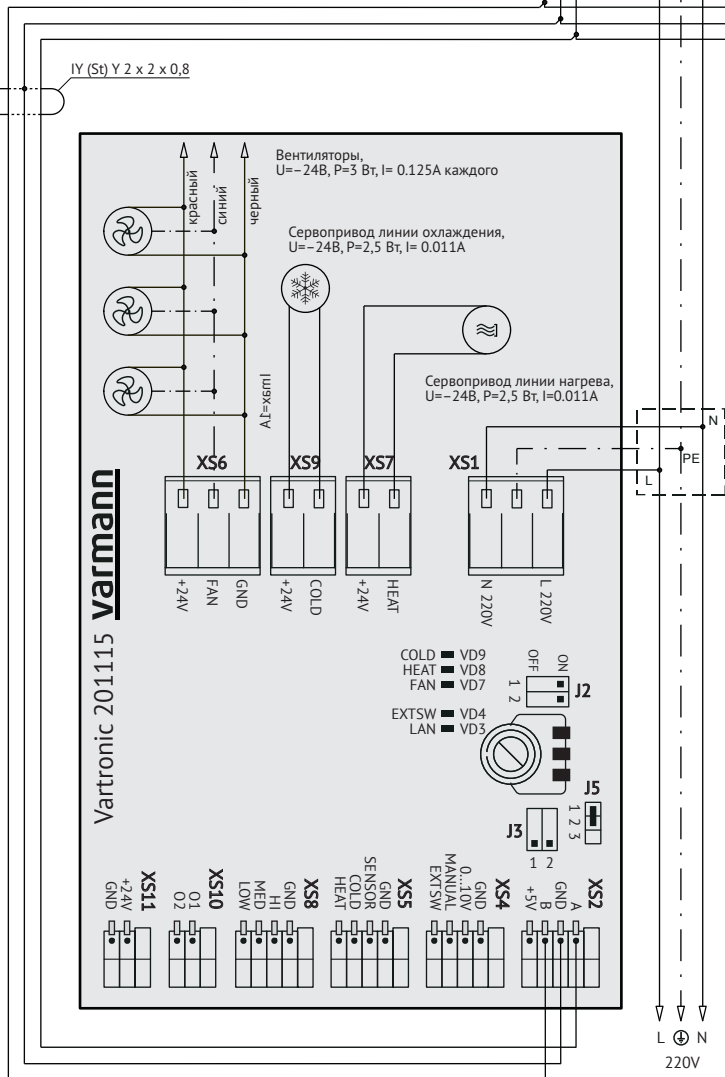 IY (St) Y 2 x 2 x 0,8
Вентиляторы,
U=–24В, P=3 Вт, I= 0.125А каждого
красный
синий
черный
Сервопривод линии охлаждения,
U=–24В, P=2,5 Вт, I= 0.011А
Сервопривод линии нагрева,
U=–24В, P=2,5 Вт, I=0.011А
Imax=1A
N
PE
L
XS6
XS9
XS7
XS1
+24V
FAN
GND
+24V
COLD
+24V
HEAT
N 220V
L 220V
Vartronic 201115 varmann
COLD VD9
HEAT VD8
FAN VD7
EXTSW VD4
LAN VD3
OFF
ON
1
2
J2
J5
1 2 3
J3
1 2
XS11
+24V
GND
XS10
O1
O2
XS8
GND
HI
MED
LOW
XS5
GND
SENSOR
COLD
HEAT
XS4
GND
0...10V
MANUAL
EXTSW
XS2
A
GND
B
+5V
L N
220V